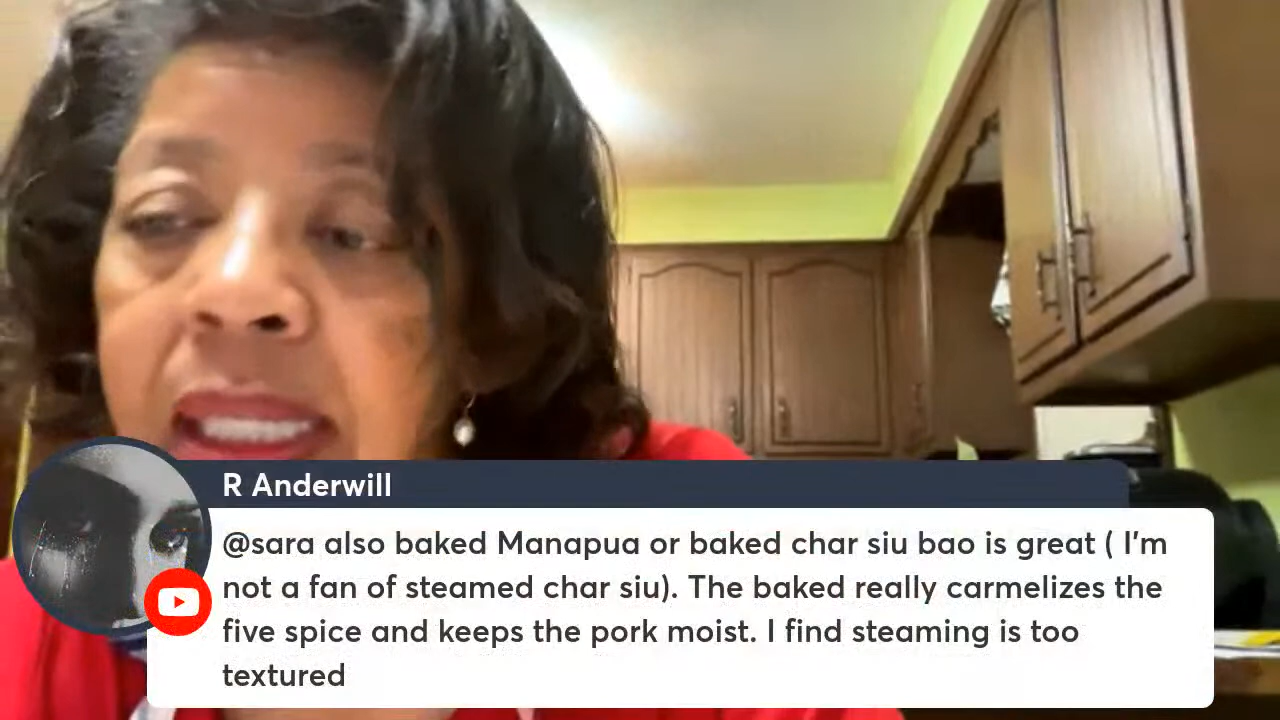 R Anderwill
@sara also baked Manapua or baked char siu bao is great ( I'm
not a fan of steamed char siu). The baked really carmelizes the
five spice and keeps the pork moist. I find steaming is too
textured